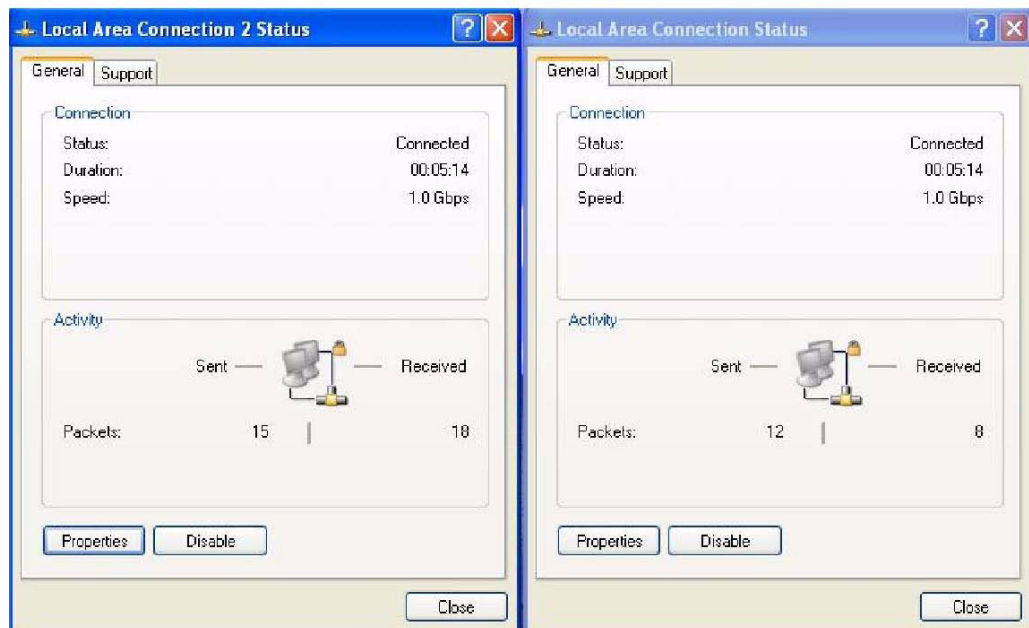 Local Area Connection 2 Status
General Support
Connection
Status: Connected
Duration: 00:05:14
Speed: 1.0 Gbps
Activity
Sent Received
Packets: 15 18
Properties Disable
Close
Local Area Connection Status
General Support
Connection
Status: Connected
Duration: 00:05:14
Speed: 1.0 Gbps
Activity
Sent Received
Packets: 12 8
Properties Disable
Close